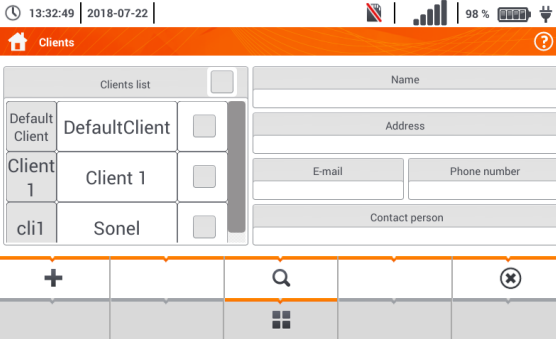 13:32:49 2018-07-22 98 %
Clients ?
Clients list
Default
Client
DefaultClient
Client
1
Client 1
cli1
Sonel
Name
Address
E-mail
Phone number
Contact person